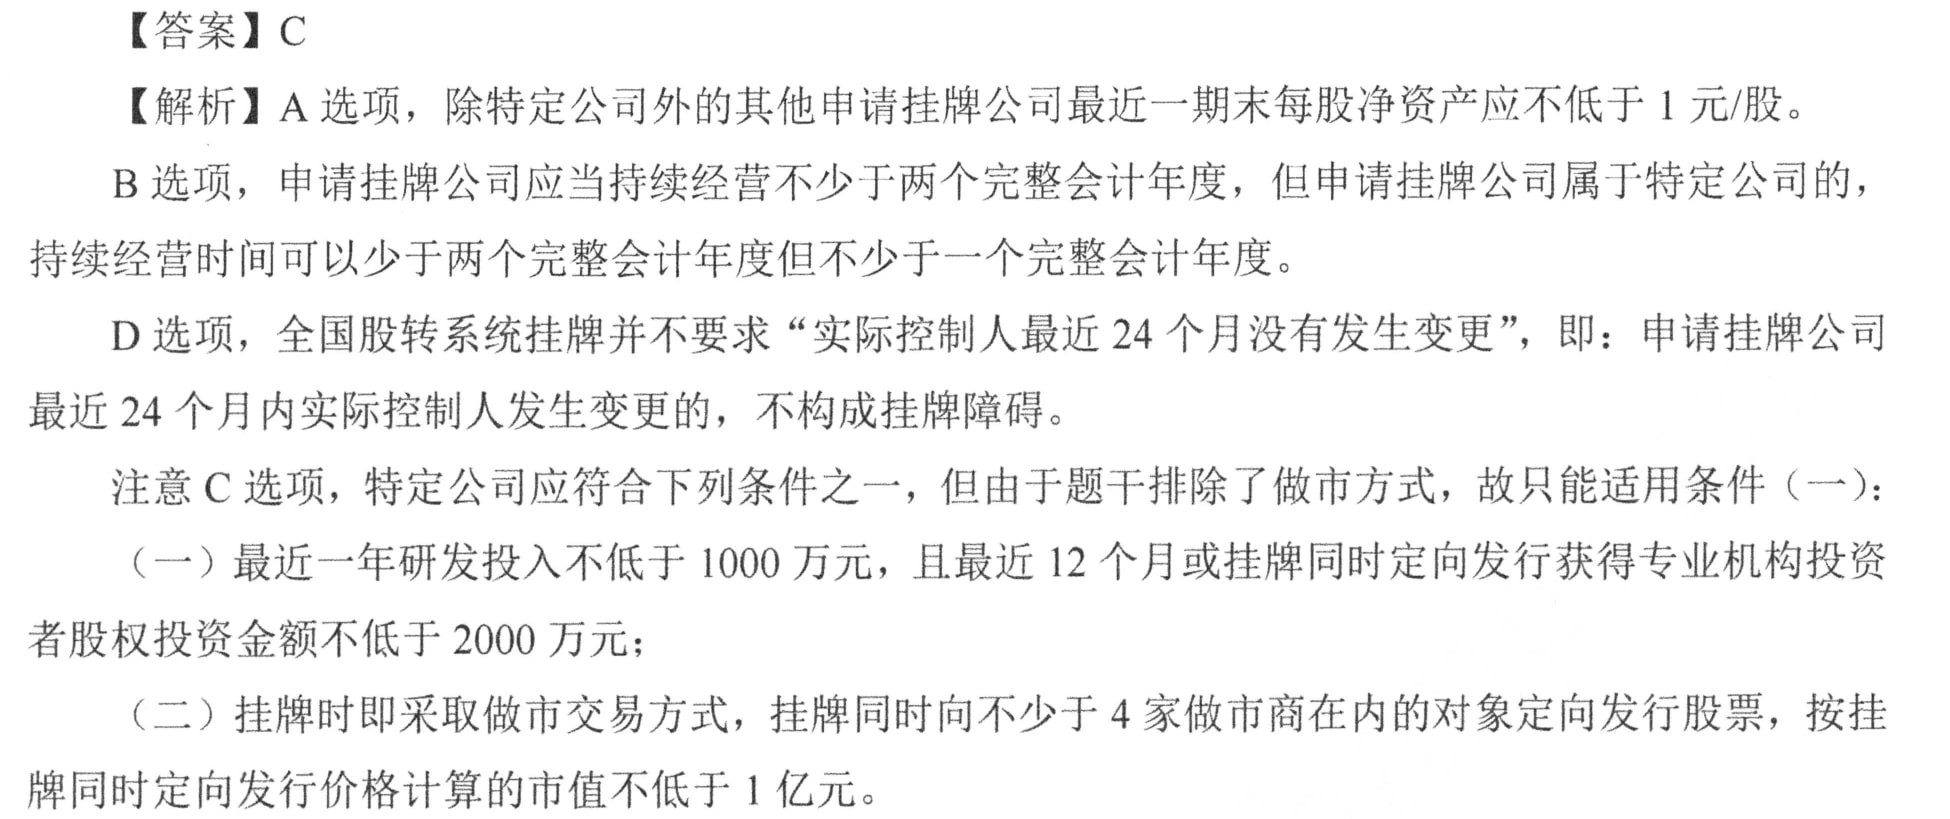 【答案】C
【解析】A 选项，除特定公司外的其他申请挂牌公司最近一期末每股净资产应不低于 1 元/股。
B 选项，申请挂牌公司应当持续经营不少于两个完整会计年度，但申请挂牌公司属于特定公司的，
持续经营时间可以少于两个完整会计年度但不少于一个完整会计年度。
D 选项，全国股转系统挂牌并不要求“实际控制人最近 24 个月没有发生变更”，即：申请挂牌公司
最近 24 个月内实际控制人发生变更的，不构成挂牌障碍。
注意 C 选项，特定公司应符合下列条件之一，但由于题干排除了做市方式，故只能适用条件（一）：
（一）最近一年研发投入不低于 1000 万元，且最近 12 个月或挂牌同时定向发行获得专业机构投资
者股权投资金额不低于 2000 万元；
（二）挂牌时即采取做市交易方式，挂牌同时向不少于 4 家做市商在内的对象定向发行股票，按挂
牌同时定向发行价格计算的市值不低于 1 亿元。